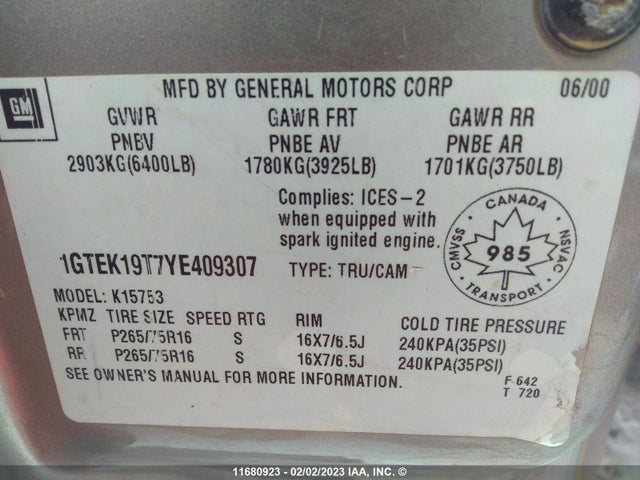 GM
MFD BY GENERAL MOTORS CORP 06/00
GVWR GAWR FRT GAWR RR
PNBV PNBE AV PNBE AR
2903KG(6400LB) 1780KG(3925LB) 1701KG(3750LB)
Complies: ICES-2
when equipped with
spark ignited engine.
CANADA
CMVSS 985 NSVAC
TRANSPORT
1GTEK19T7YE409307 TYPE: TRU/CAM
MODEL: K15753
KPMZ TIRE SIZE SPEED RTG RIM COLD TIRE PRESSURE
FRT P265/75R16 S 16X7/6.5J 240KPA(35PSI)
RR P265/75R16 S 16X7/6.5J 240KPA(35PSI)
SEE OWNER'S MANUAL FOR MORE INFORMATION.
F 642
T 720
11680923 - 02/02/2023 IAA, INC. ©